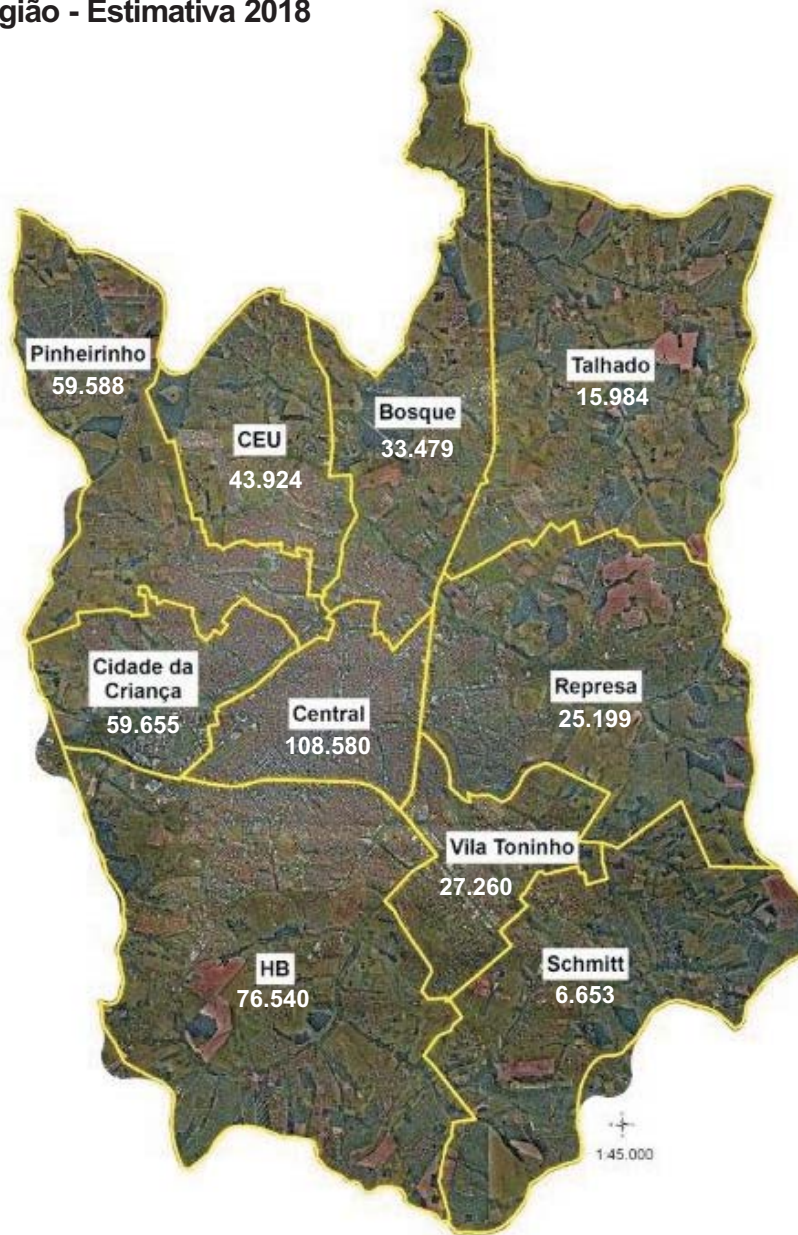 gião - Estimativa 2018
Pinheirinho
59.588
CEU
43.924
Bosque
33.479
Talhado
15.984
Cidade da
Criança
59.655
Central
108.580
Represa
25.199
Vila Toninho
27.260
HB
76.540
Schmitt
6.653
1:45.000